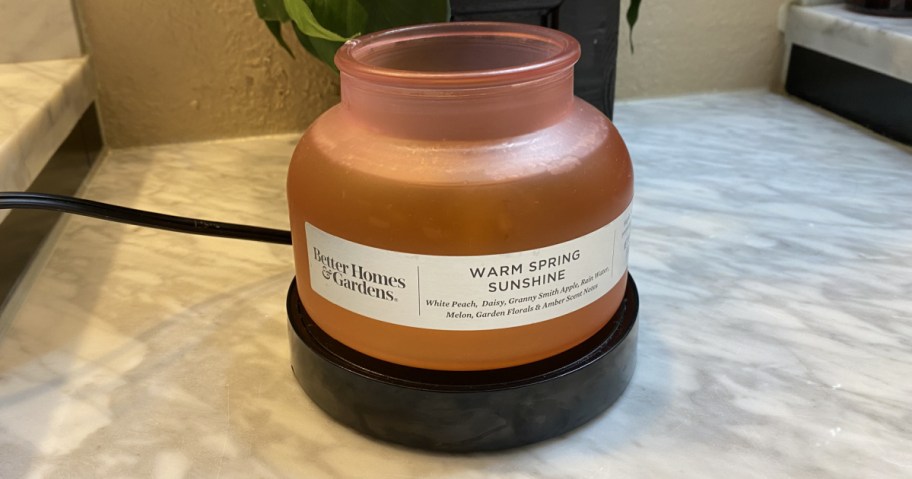 Better Homes
& Gardens®
WARM SPRING
SUNSHINE
White Peach, Daisy, Granny Smith Apple, Rain Water,
Melon, Garden Florals & Amber Scent Notes